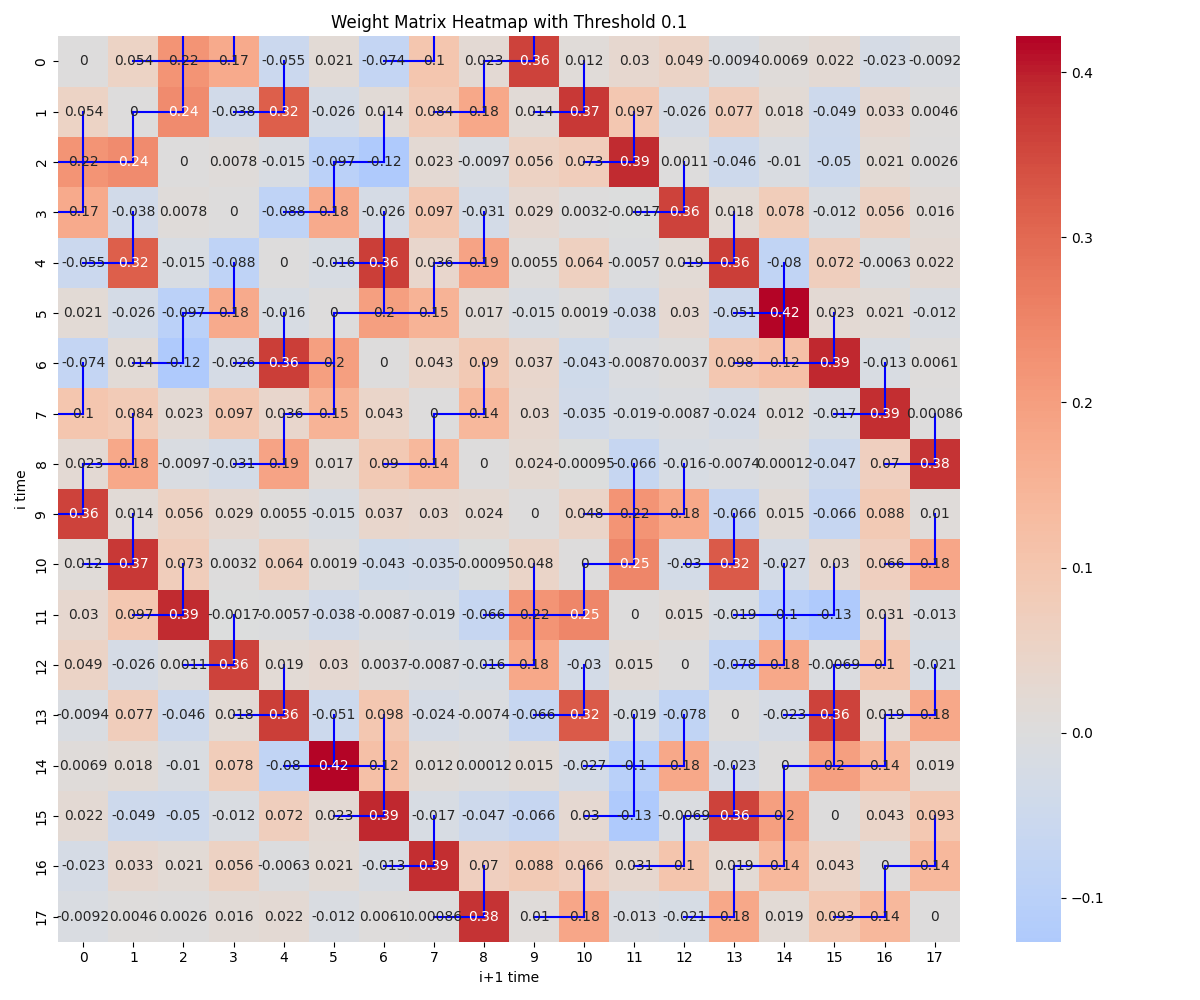 Weight Matrix Heatmap with Threshold 0.1
0 0 0.054 0.22 0.17 -0.055 0.021 -0.074 0.1 0.023 0.36 0.012 0.03 0.049 -0.0094 0.0069 0.022 -0.023 -0.0092
1 0.054 0 0.24 -0.038 0.32 -0.026 0.014 0.084 0.18 0.014 0.37 0.097 -0.026 0.077 0.018 -0.049 0.033 0.0046
2 0.22 0.24 0 0.0078 -0.015 -0.097 -0.12 0.023 -0.0097 0.056 0.073 0.39 0.0011 -0.046 -0.01 -0.05 0.021 0.0026
3 0.17 -0.038 0.0078 0 -0.088 0.18 -0.026 0.097 -0.031 0.029 0.0032 -0.0017 0.36 0.018 0.078 -0.012 0.056 0.016
4 -0.055 0.32 -0.015 -0.088 0 -0.016 0.36 0.036 0.19 0.0055 0.064 -0.0057 0.019 0.36 -0.08 0.072 -0.0063 0.022
5 0.021 -0.026 -0.097 0.18 -0.016 0 0.2 0.15 0.017 -0.015 0.0019 -0.038 0.03 -0.051 0.42 0.023 0.021 -0.012
6 -0.074 0.014 -0.12 -0.026 0.36 0.2 0 0.043 0.09 0.037 -0.043 -0.0087 0.0037 0.098 0.12 0.39 -0.013 0.0061
7 0.1 0.084 0.023 0.097 0.036 0.15 0.043 0 0.14 0.03 -0.035 -0.019 -0.0087 -0.024 0.012 -0.017 0.39 0.00086
8 0.023 0.18 -0.0097 -0.031 0.19 0.017 0.09 0.14 0 0.024 -0.00095 -0.066 -0.016 -0.0074 0.00012 -0.047 0.07 0.38
9 0.36 0.014 0.056 0.029 0.0055 -0.015 0.037 0.03 0.024 0 0.048 0.22 0.18 -0.066 0.015 -0.066 0.088 0.01
10 0.012 0.37 0.073 0.0032 0.064 0.0019 -0.043 -0.035 -0.00095 0.048 0 0.25 -0.03 0.32 -0.027 0.03 0.066 0.18
11 0.03 0.097 0.39 -0.0017 -0.0057 -0.038 -0.0087 -0.019 -0.066 0.22 0.25 0 0.015 -0.019 -0.1 -0.13 0.031 -0.013
12 0.049 -0.026 0.0011 0.36 0.019 0.03 0.0037 -0.0087 -0.016 0.18 -0.03 0.015 0 -0.078 0.18 -0.0069 0.1 -0.021
13 -0.0094 0.077 -0.046 0.018 0.36 -0.051 0.098 -0.024 -0.0074 -0.066 0.32 -0.019 -0.078 0 -0.023 0.36 0.019 0.18
14 0.0069 0.018 -0.01 0.078 -0.08 0.42 0.12 0.012 0.00012 0.015 -0.027 -0.1 0.18 -0.023 0 0.2 0.14 0.019
15 0.022 -0.049 -0.05 -0.012 0.072 0.023 0.39 -0.017 -0.047 -0.066 0.03 -0.13 -0.0069 0.36 0.2 0 0.043 0.093
16 -0.023 0.033 0.021 0.056 -0.0063 0.021 -0.013 0.39 0.07 0.088 0.066 0.031 0.1 0.019 0.14 0.043 0 0.14
17 -0.0092 0.0046 0.0026 0.016 0.022 -0.012 0.0061 0.00086 0.38 0.01 0.18 -0.013 -0.021 0.18 0.019 0.093 0.14 0
0 1 2 3 4 5 6 7 8 9 10 11 12 13 14 15 16 17
i+1 time
i time
0.4
0.3
0.2
0.1
0.0
−0.1